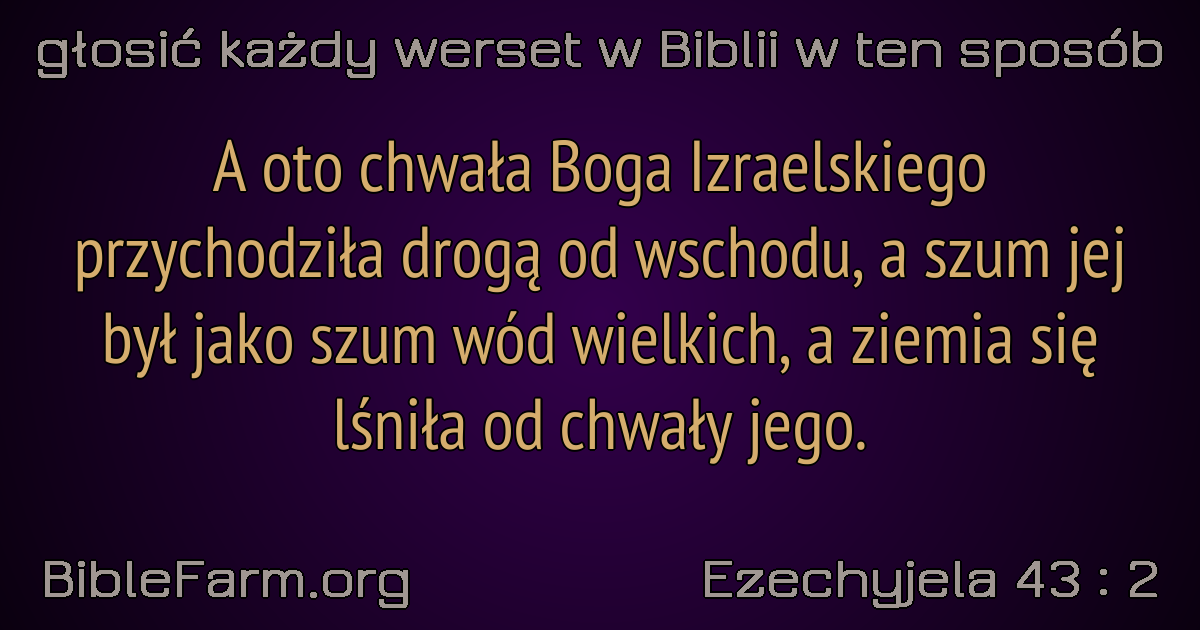 głosić każdy werset w Biblii w ten sposób
A oto chwała Boga Izraelskiego
przychodziła drogą od wschodu, a szum jej
był jako szum wód wielkich, a ziemia się
lśniła od chwały jego.
BibleFarm.org
Ezechyjela 43 : 2